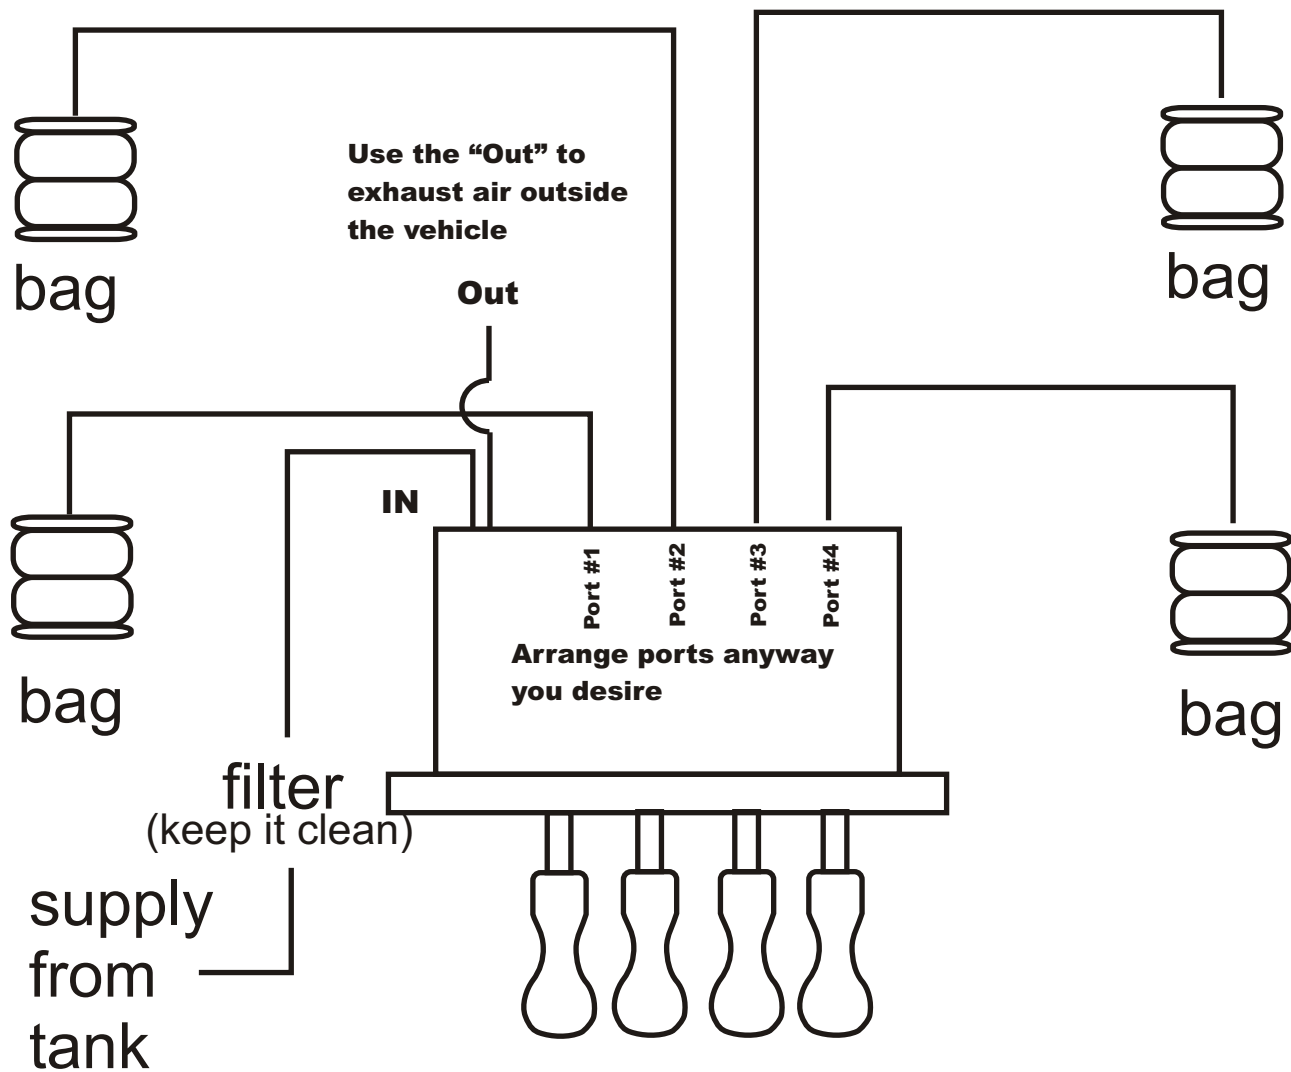 Use the “Out” to
exhaust air outside
the vehicle
bag
bag
Out
IN
Port #1
Port #2
Port #3
Port #4
Arrange ports anyway
you desire
bag
bag
filter
(keep it clean)
supply
from
tank